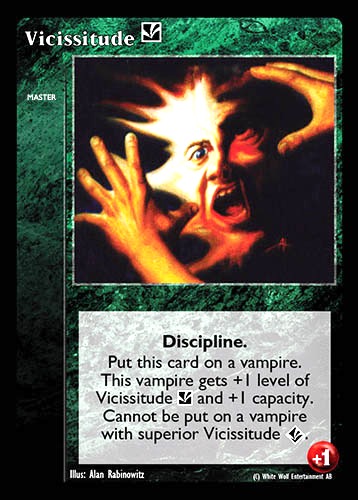 Vicissitude
MASTER
Discipline.
Put this card on a vampire.
This vampire gets +1 level of
Vicissitude and +1 capacity.
Cannot be put on a vampire
with superior Vicissitude .
+1
Illus: Alan Rabinowitz
(C) White Wolf Entertainment AB